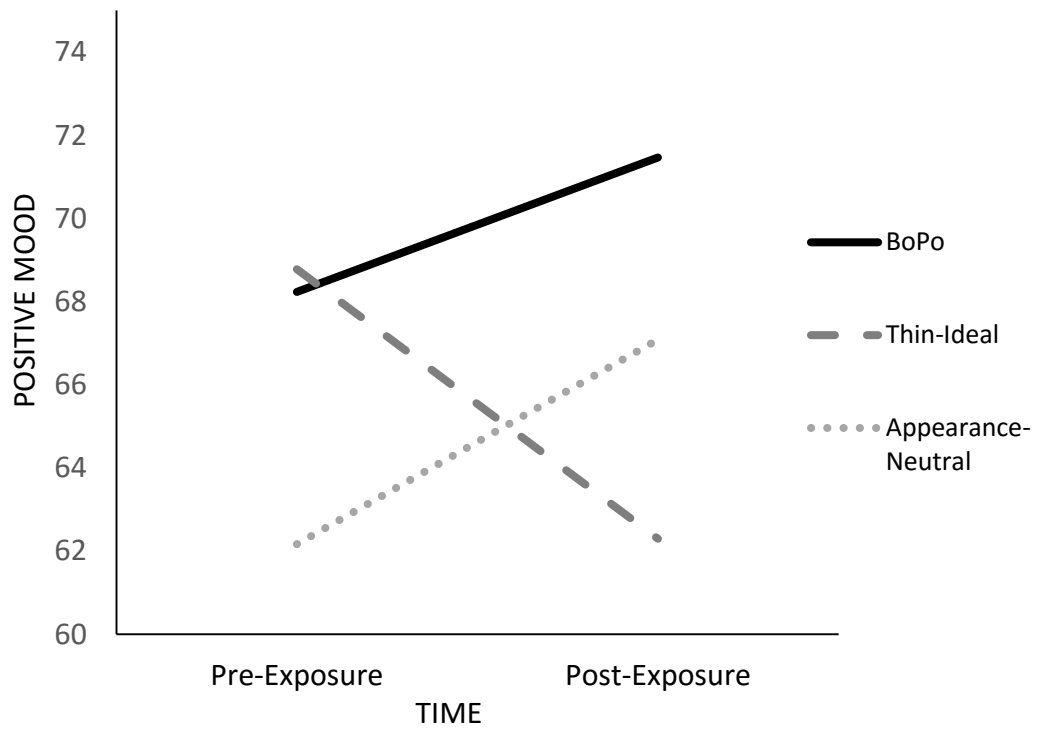 74
72
70
68
66
64
62
60
POSITIVE MOOD
Pre-Exposure
Post-Exposure
TIME
BoPo
Thin-Ideal
Appearance-
Neutral